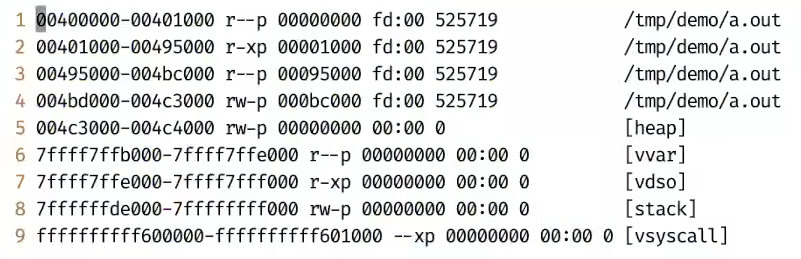 1 00400000-00401000 r--p 00000000 fd:00 525719 /tmp/demo/a.out
2 00401000-00495000 r-xp 00001000 fd:00 525719 /tmp/demo/a.out
3 00495000-004bc000 r--p 00095000 fd:00 525719 /tmp/demo/a.out
4 004bd000-004c3000 rw-p 000bc000 fd:00 525719 /tmp/demo/a.out
5 004c3000-004c4000 rw-p 00000000 00:00 0 [heap]
6 7ffff7ffb000-7ffff7ffe000 r--p 00000000 00:00 0 [vvar]
7 7ffff7ffe000-7ffff7fff000 r-xp 00000000 00:00 0 [vdso]
8 7ffffffde000-7ffffffff000 rw-p 00000000 00:00 0 [stack]
9 ffffffffff600000-ffffffffff601000 --xp 00000000 00:00 0 [vsyscall]